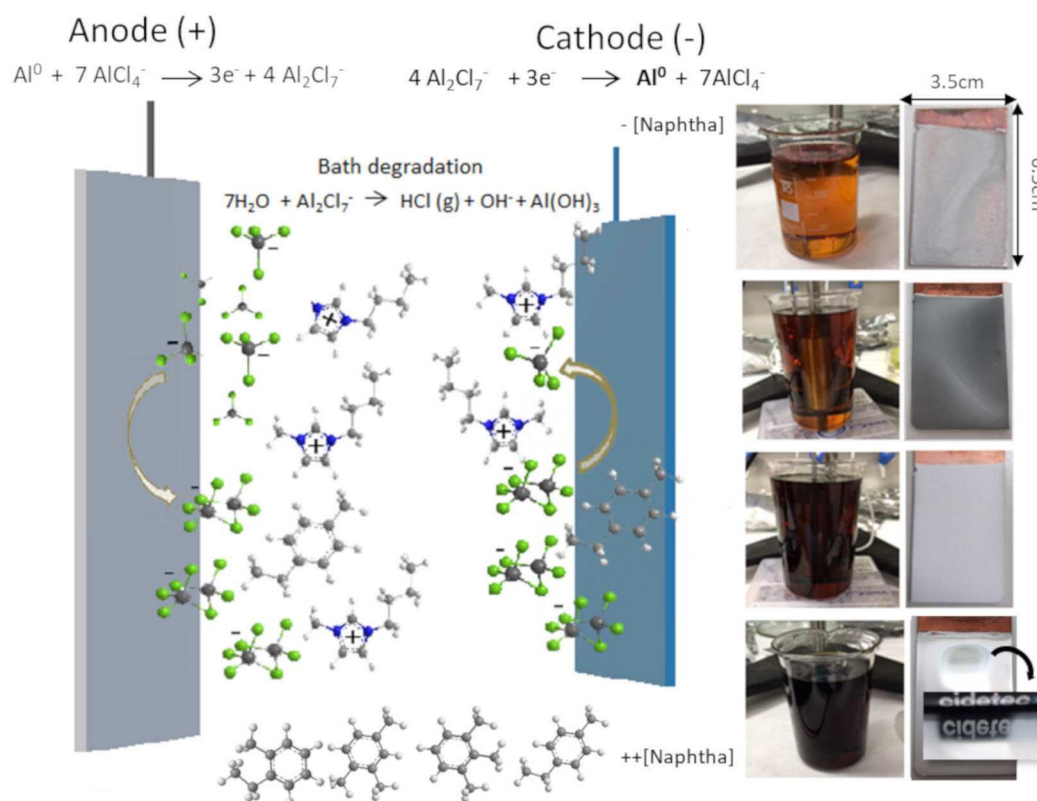 Anode (+)
Cathode (-)
Al⁰ + 7 AlCl₄⁻ → 3e⁻ + 4 Al₂Cl₇⁻
4 Al₂Cl₇⁻ + 3e⁻ → Al⁰ + 7AlCl₄⁻
3.5cm
- [Naphtha]
Bath degradation
7H₂O + Al₂Cl₇⁻ → HCl (g) + OH⁻ + Al(OH)₃
cidetec
cidetec
++[Naphtha]